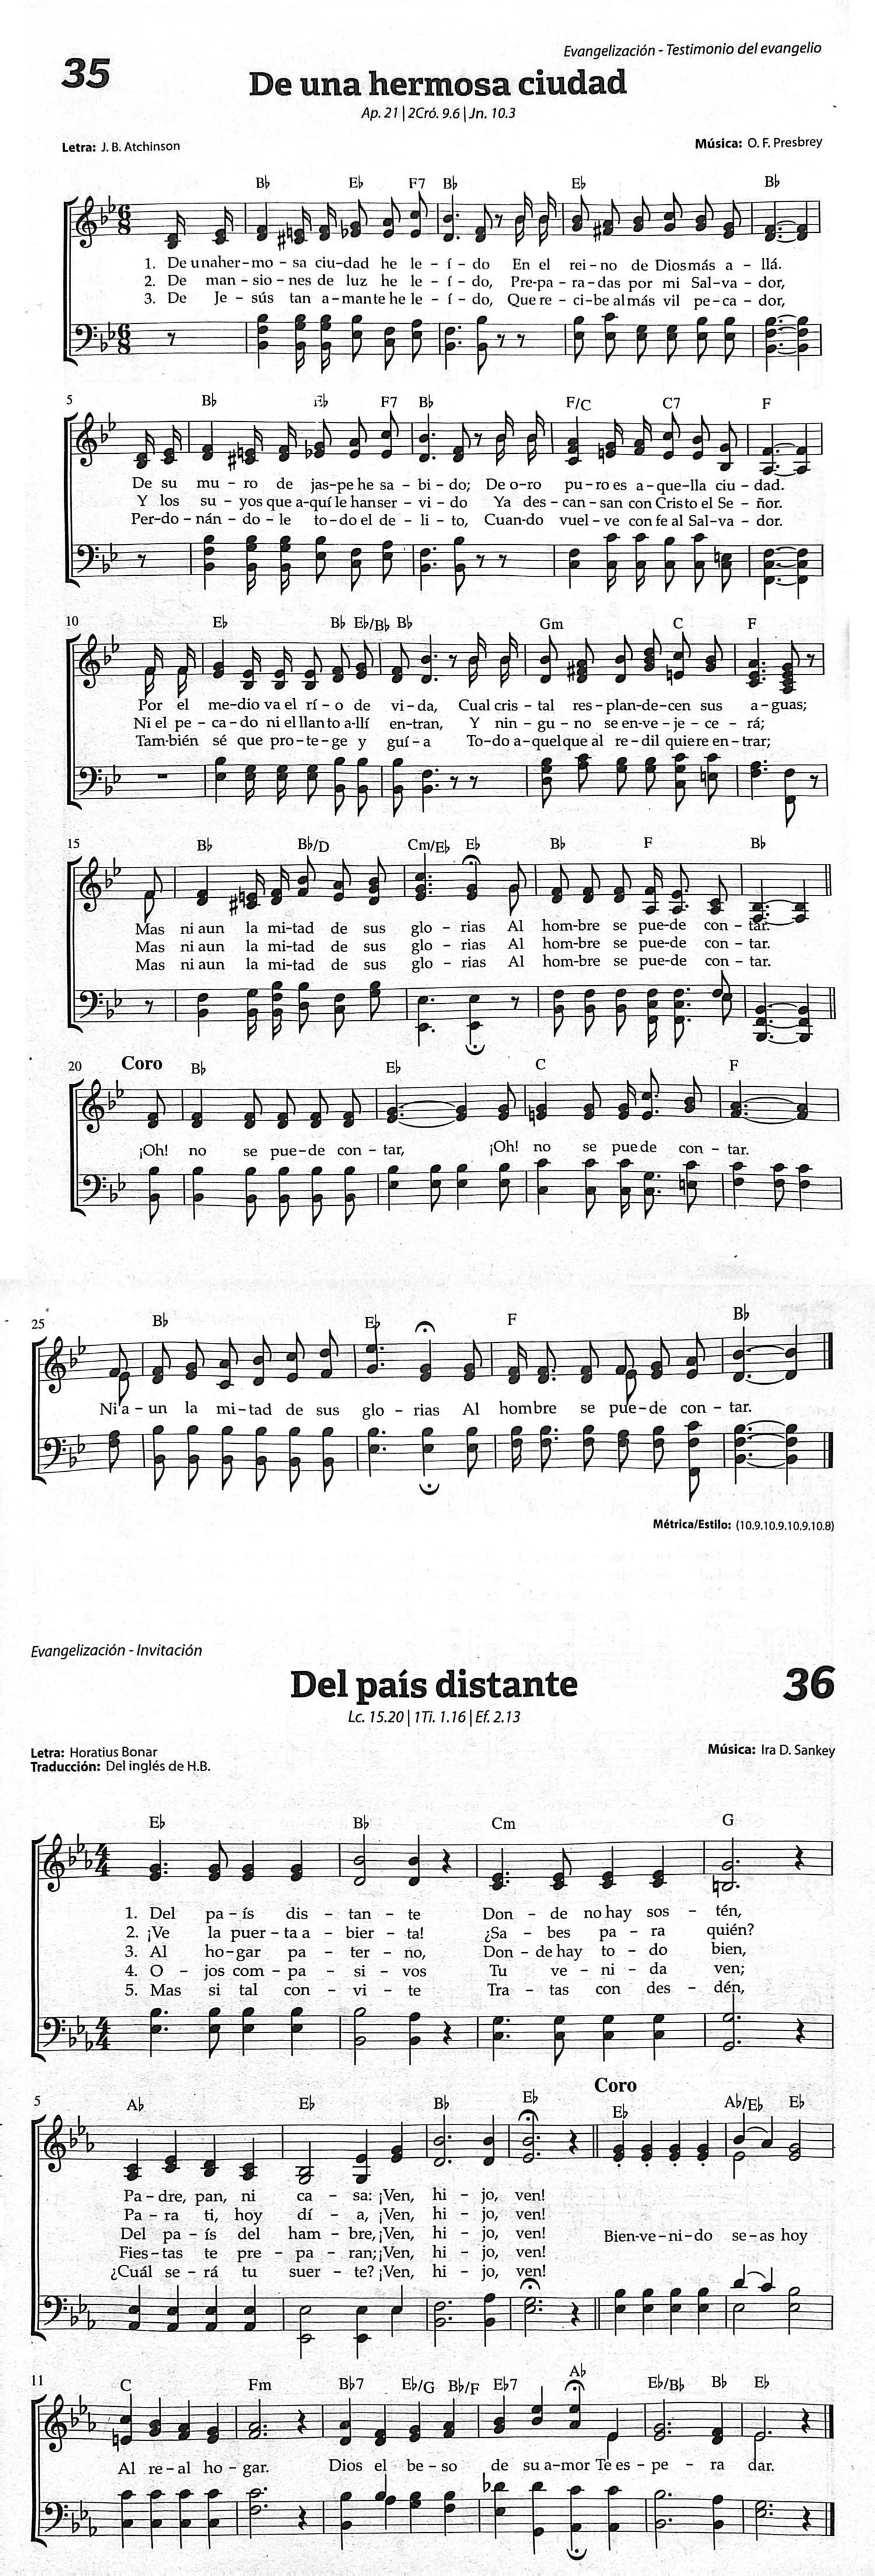 Evangelización - Testimonio del evangelio
35
De una hermosa ciudad
Ap. 21 | 2Cró. 9.6 | Jn. 10.3
Letra: J. B. Atchinson
Música: O. F. Presbrey
B♭ E♭ F7 B♭ E♭ B♭
1. De unaher-mo-sa ciu-dad he le-í-do En el rei-no de Diosmás a-llá.
2. De man-sio-nes de luz he le-í-do, Pre-pa-ra-das por mi Sal-va-dor,
3. De Je-sús tan a-mante he le-í-do, Que re-ci-be almás vil pe-ca-dor,
5
B♭ E♭ F7 B♭ F/C C7 F
De su mu-ro de jas-pe he sa-bi-do; De o-ro pu-ro es a-que-lla ciu-dad.
Y los su-yos que a-quí le hanser-vi-do Ya des-can-san con Cristo el Se-ñor.
Per-do-nán-do-le to-do el de-li-to, Cuan-do vuel-ve con fe al Sal-va-dor.
10
E♭ B♭ E♭/B♭ B♭ Gm C F
Por el me-dio va el rí-o de vi-da, Cual cris-tal res-plan-de-cen sus a-guas;
Ni el pe-ca-do ni el llanto a-llí en-tran, Y nin-gu-no se en-ve-je-ce-rá;
Tam-bién sé que pro-te-ge y guí-a To-do a-quel que al re-dil quiere en-trar;
15
B♭ B♭/D Cm/E♭ E♭ B♭ F B♭
Mas ni aun la mi-tad de sus glo-rias Al hom-bre se pue-de con-tar.
Mas ni aun la mi-tad de sus glo-rias Al hom-bre se pue-de con-tar.
Mas ni aun la mi-tad de sus glo-rias Al hom-bre se pue-de con-tar.
20
Coro
B♭ E♭ C F
¡Oh! no se pue-de con-tar, ¡Oh! no se puede con-tar.
25
B♭ E♭ F B♭
Ni a-un la mi-tad de sus glo-rias Al hombre se pue-de con-tar.
Métrica/Estilo: (10.9.10.9.10.9.10.8)
Evangelización - Invitación
Del país distante
36
Lc. 15.20 | 1Ti. 1.16 | Ef. 2.13
Letra: Horatius Bonar
Traducción: Del inglés de H.B.
Música: Ira D. Sankey
E♭ B♭ Cm G
1. Del pa-ís dis-tan-te Don-de no hay sos-tén,
2. ¡Ve la puer-ta a-bier-ta! ¿Sa-bes pa-ra quién?
3. Al ho-gar pa-ter-no, Don-de hay to-do bien,
4. O-jos com-pa-si-vos Tu ve-ni-da ven;
5. Mas si tal con-vi-te Tra-tas con des-dén,
5
A♭ E♭ B♭ E♭
Coro
E♭ A♭/E♭ E♭
Pa-dre, pan, ni ca-sa: ¡Ven, hi-jo, ven!
Pa-ra ti, hoy dí-a, ¡Ven, hi-jo, ven!
Del pa-ís del ham-bre, ¡Ven, hi-jo, ven! Bien-ve-ni-do se-as hoy
Fies-tas te pre-pa-ran; ¡Ven, hi-jo, ven!
¿Cuál se-rá tu suer-te? ¡Ven, hi-jo, ven!
11
C Fm B♭7 E♭/G B♭/F E♭7 A♭ E♭/B♭ B♭ E♭
Al re-al ho-gar. Dios el be-so de su a-mor Te es-pe-ra dar.